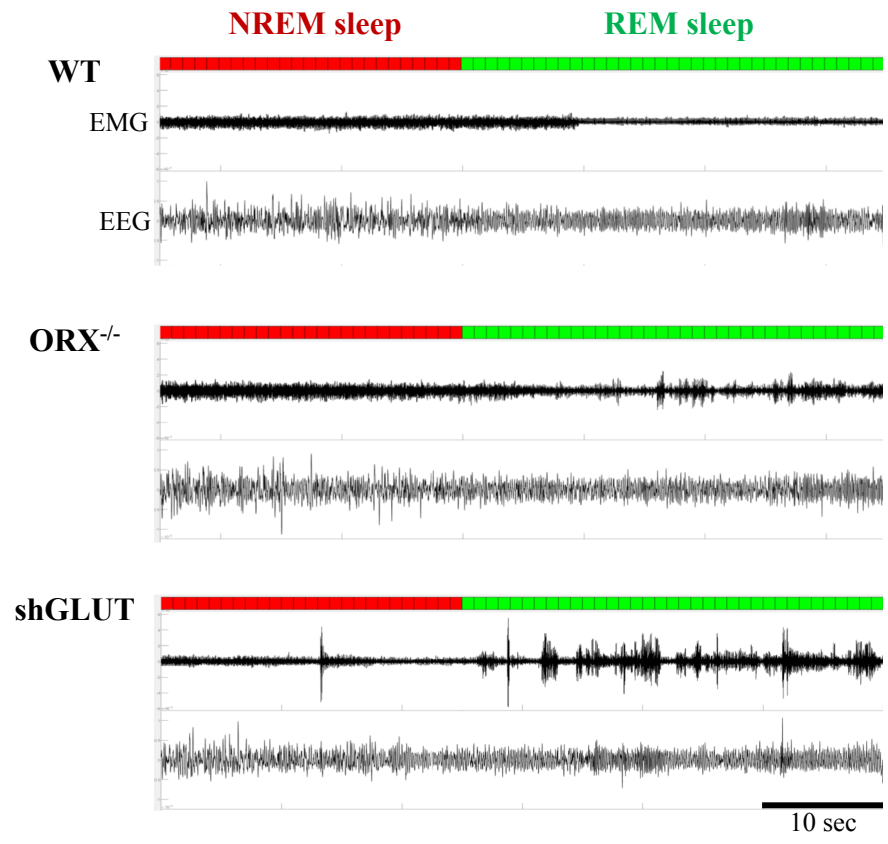 NREM sleep REM sleep
WT
EMG
EEG
ORX-/-
shGLUT
10 sec